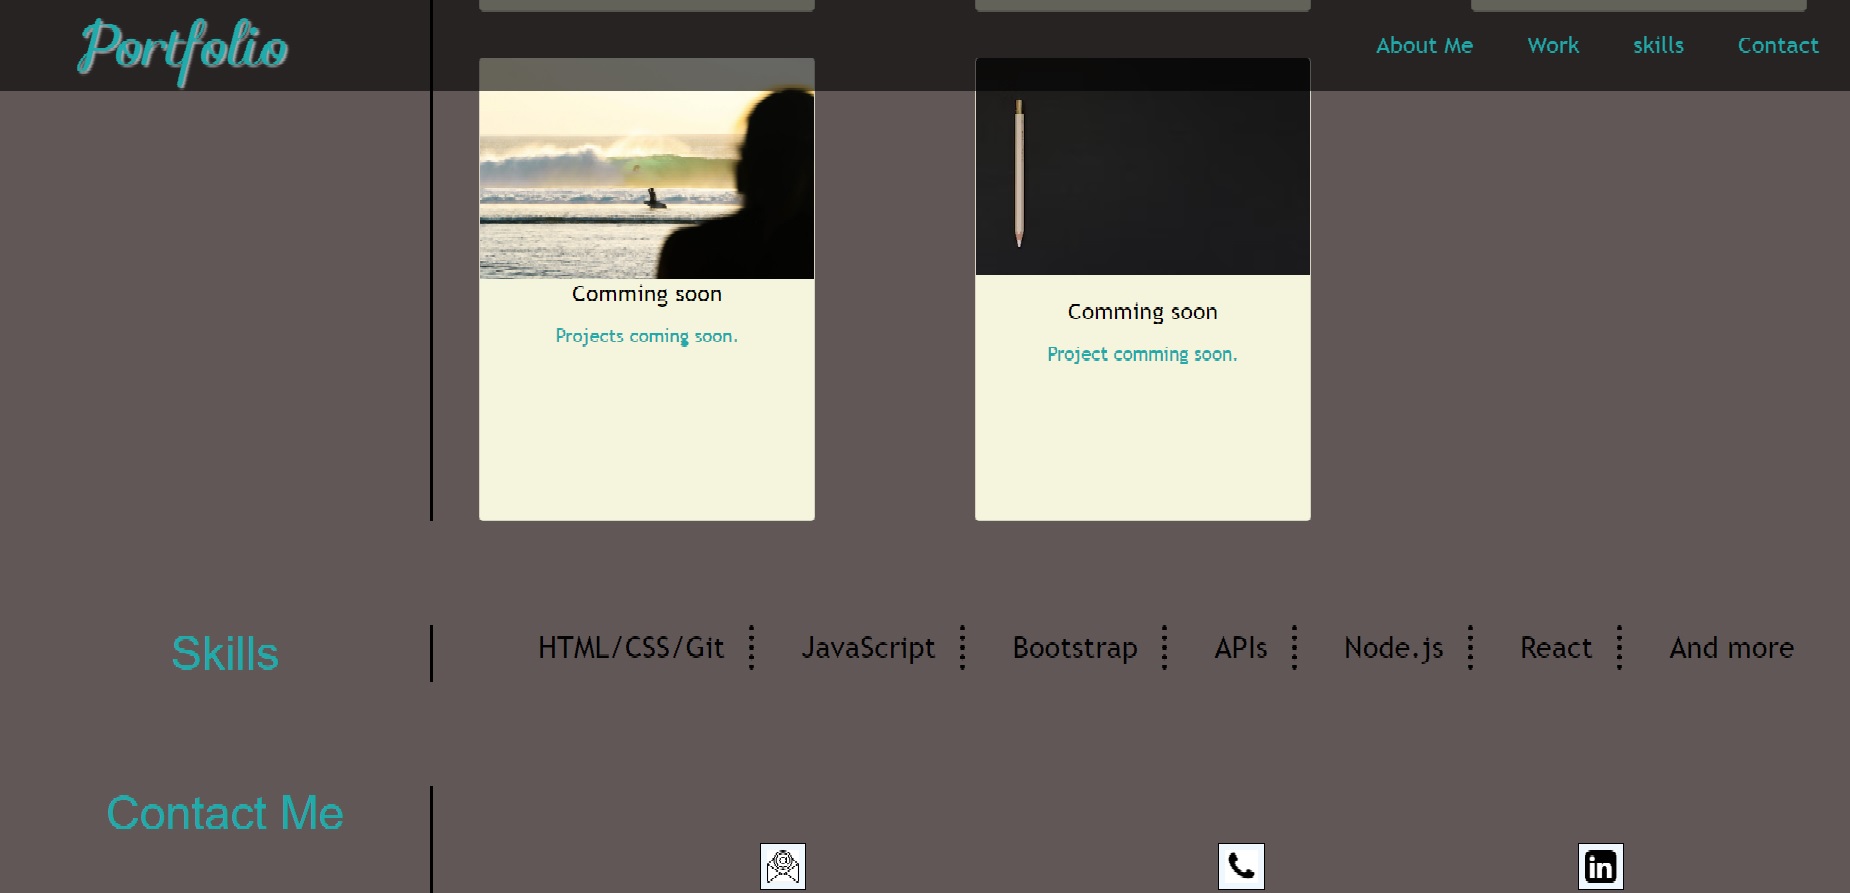 Portfolio
About Me Work skills Contact
Comming soon
Projects coming soon.
Comming soon
Project comming soon.
Skills
HTML/CSS/Git JavaScript Bootstrap APIs Node.js React And more
Contact Me
in